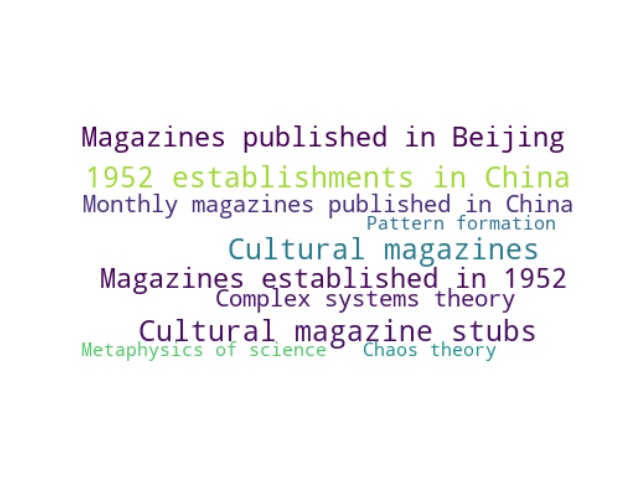 Magazines published in Beijing
1952 establishments in China
Monthly magazines published in China
Pattern formation
Cultural magazines
Magazines established in 1952
Complex systems theory
Cultural magazine stubs
Metaphysics of science
Chaos theory